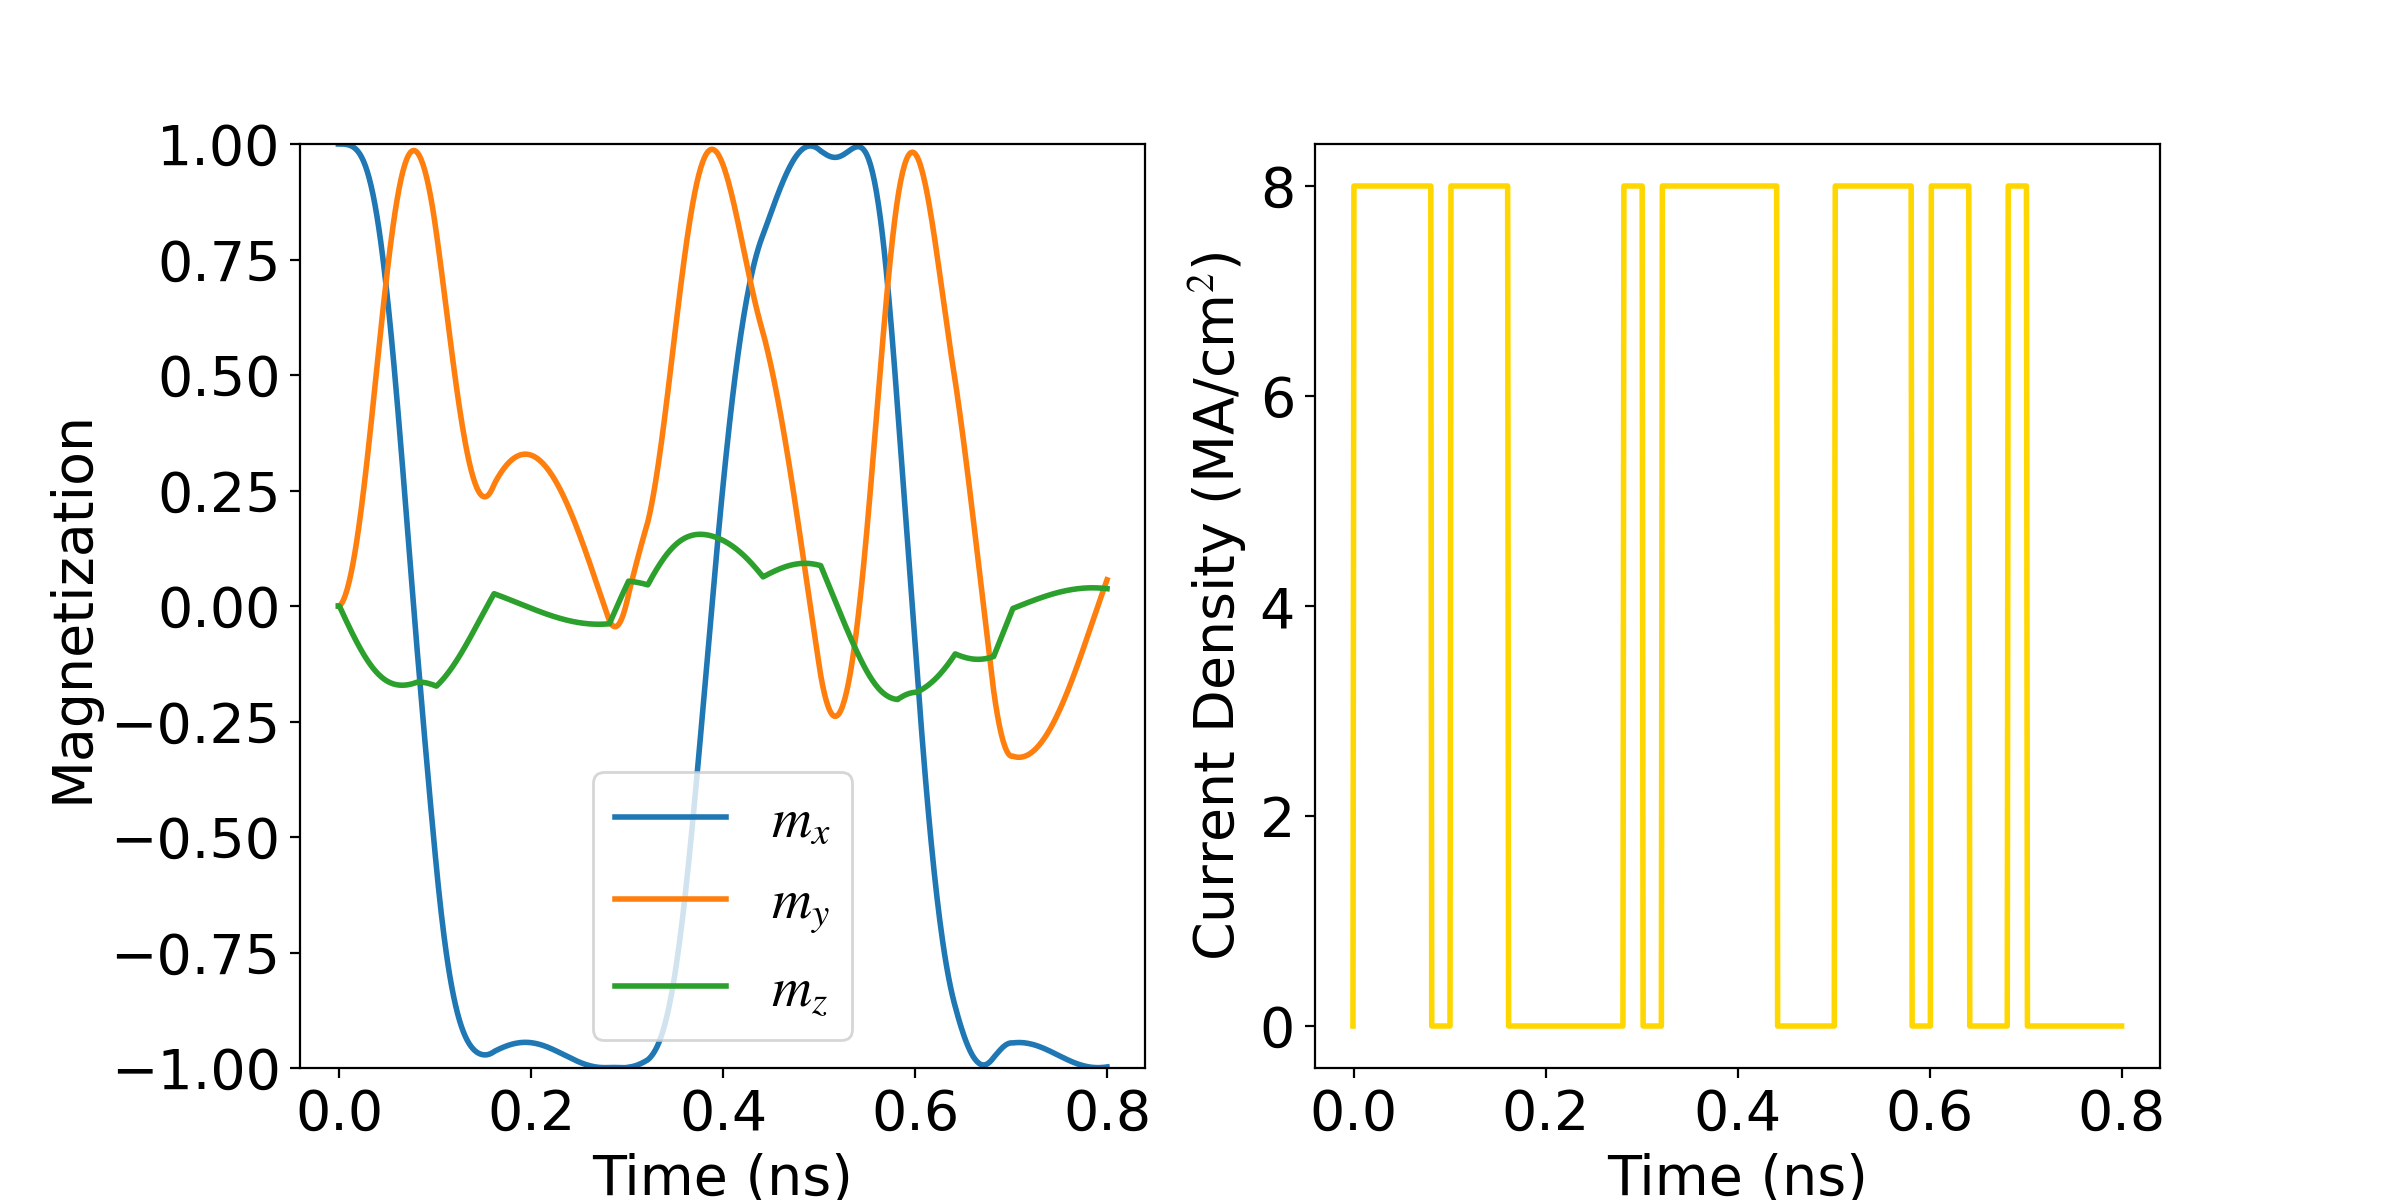 1.00
0.75
0.50
0.25
0.00
−0.25
−0.50
−0.75
−1.00
Magnetization
0.0 0.2 0.4 0.6 0.8
Time (ns)
m_x
m_y
m_z
8
6
4
2
0
Current Density (MA/cm²)
0.0 0.2 0.4 0.6 0.8
Time (ns)